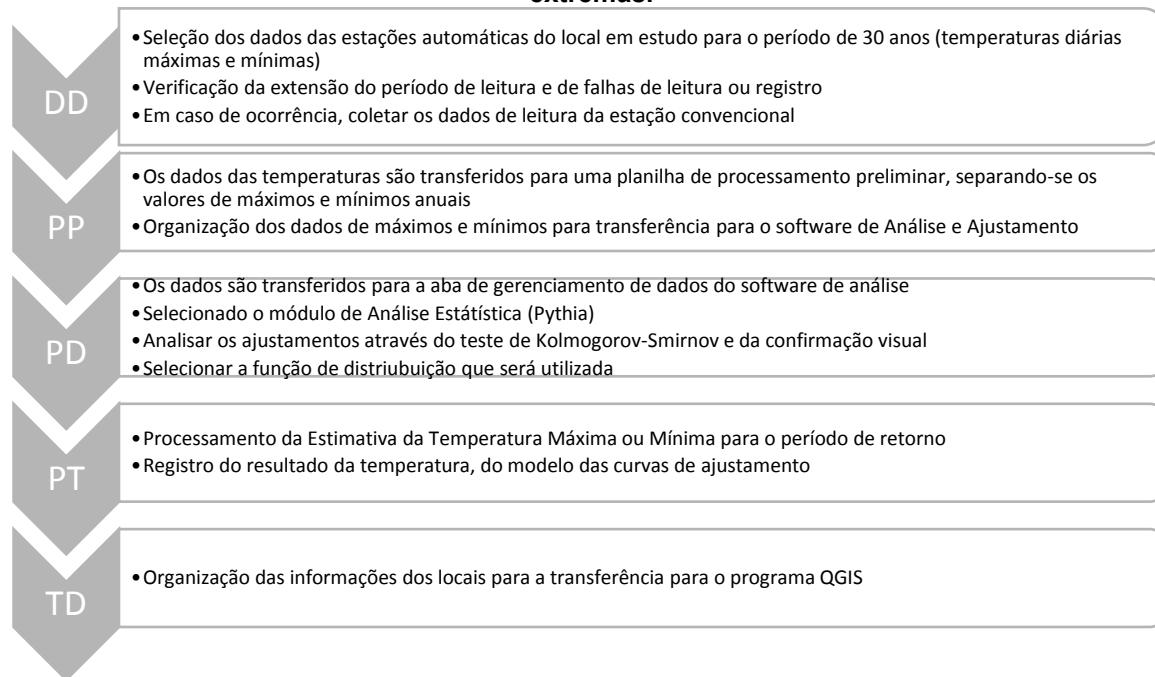 extremas.
DD
•Seleção dos dados das estações automáticas do local em estudo para o período de 30 anos (temperaturas diárias
máximas e mínimas)
•Verificação da extensão do período de leitura e de falhas de leitura ou registro
•Em caso de ocorrência, coletar os dados de leitura da estação convencional
PP
•Os dados das temperaturas são transferidos para uma planilha de processamento preliminar, separando-se os
valores de máximos e mínimos anuais
•Organização dos dados de máximos e mínimos para transferência para o software de Análise e Ajustamento
PD
•Os dados são transferidos para a aba de gerenciamento de dados do software de análise
•Selecionado o módulo de Análise Estátística (Pythia)
•Analisar os ajustamentos através do teste de Kolmogorov-Smirnov e da confirmação visual
•Selecionar a função de distriubuição que será utilizada
PT
•Processamento da Estimativa da Temperatura Máxima ou Mínima para o período de retorno
•Registro do resultado da temperatura, do modelo das curvas de ajustamento
TD
•Organização das informações dos locais para a transferência para o programa QGIS